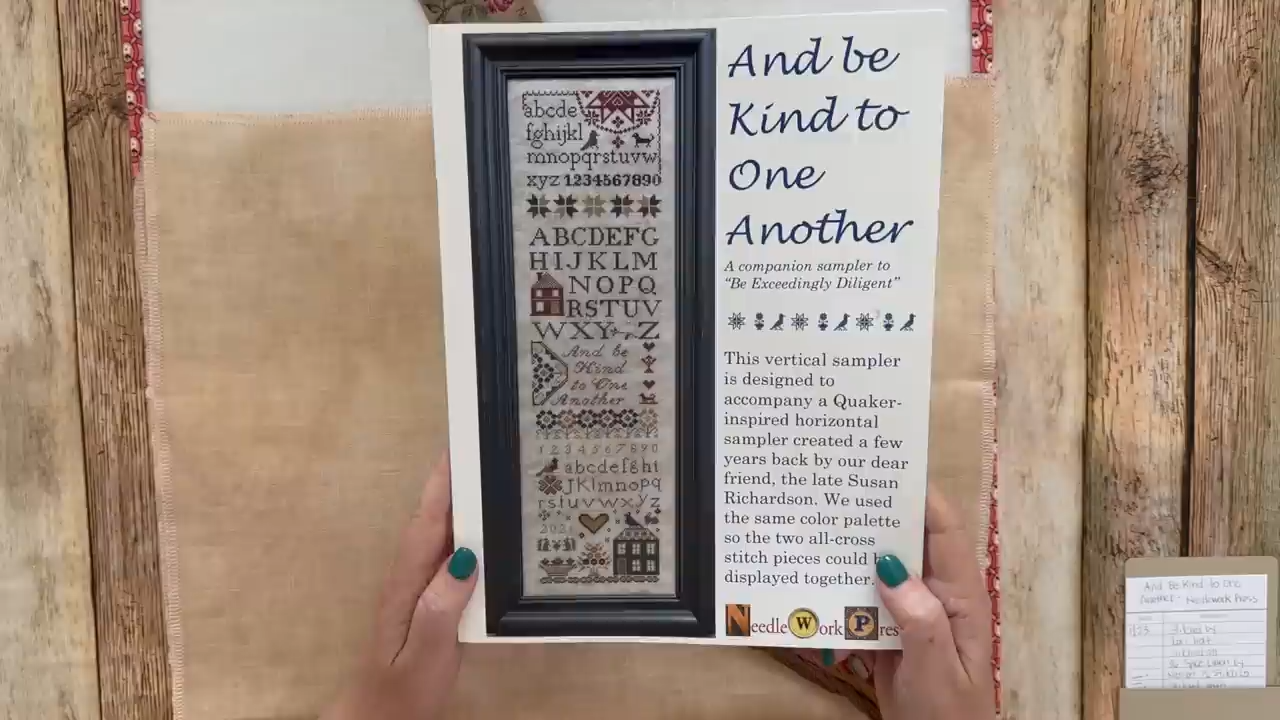 abcde
fghijkl
mnopqrstuvw
xyz 1234567890
ABCDEFG
HIJKLM
NOPQ
RSTUV
WXYZ
And be
Kind
to One
Another
1234567890
abcdefghi
jklmnopq
rstuvwxyz
And be
Kind to
One
Another
A companion sampler to
"Be Exceedingly Diligent"
This vertical sampler
is designed to
accompany a Quaker-
inspired horizontal
sampler created a few
years back by our dear
friend, the late Susan
Richardson. We used
the same color palette
so the two all-cross
stitch pieces could
displayed together.
Needle Work Press
And Be Kind to One
Another - Needlework Press